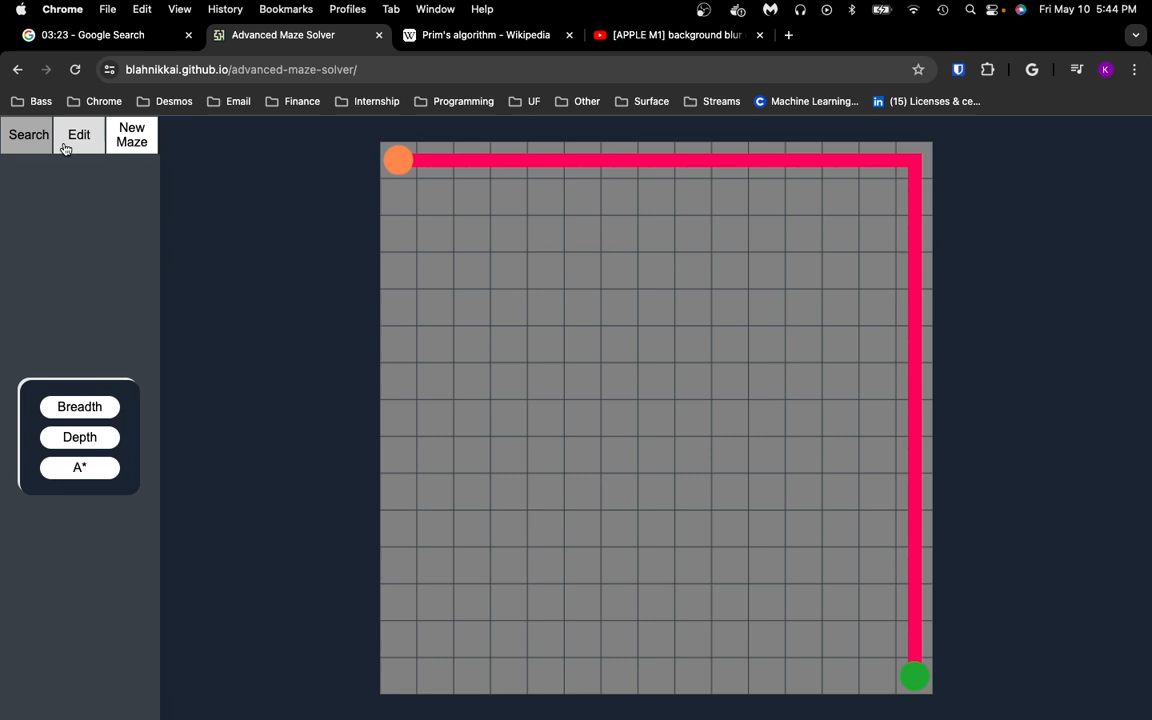 Chrome File Edit View History Bookmarks Profiles Tab Window Help Fri May 10 5:44 PM
03:23 - Google Search Advanced Maze Solver Prim's algorithm - Wikipedia [APPLE M1] background blur
blahnikkai.github.io/advanced-maze-solver/ K
Bass Chrome Desmos Email Finance Internship Programming UF Other Surface Streams Machine Learning... (15) Licenses & ce...
Search Edit New Maze
Breadth
Depth
A*